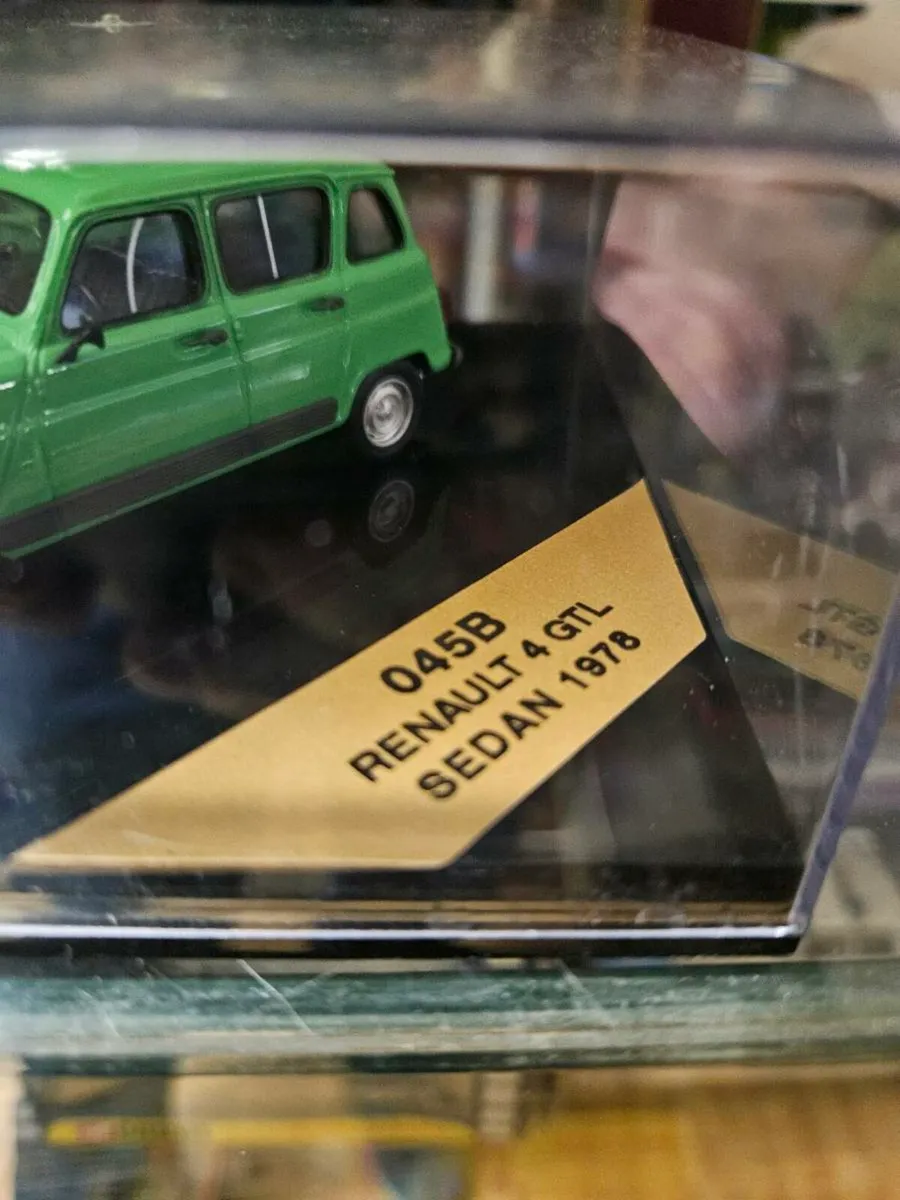 045B
RENAULT 4 GTL
SEDAN 1978